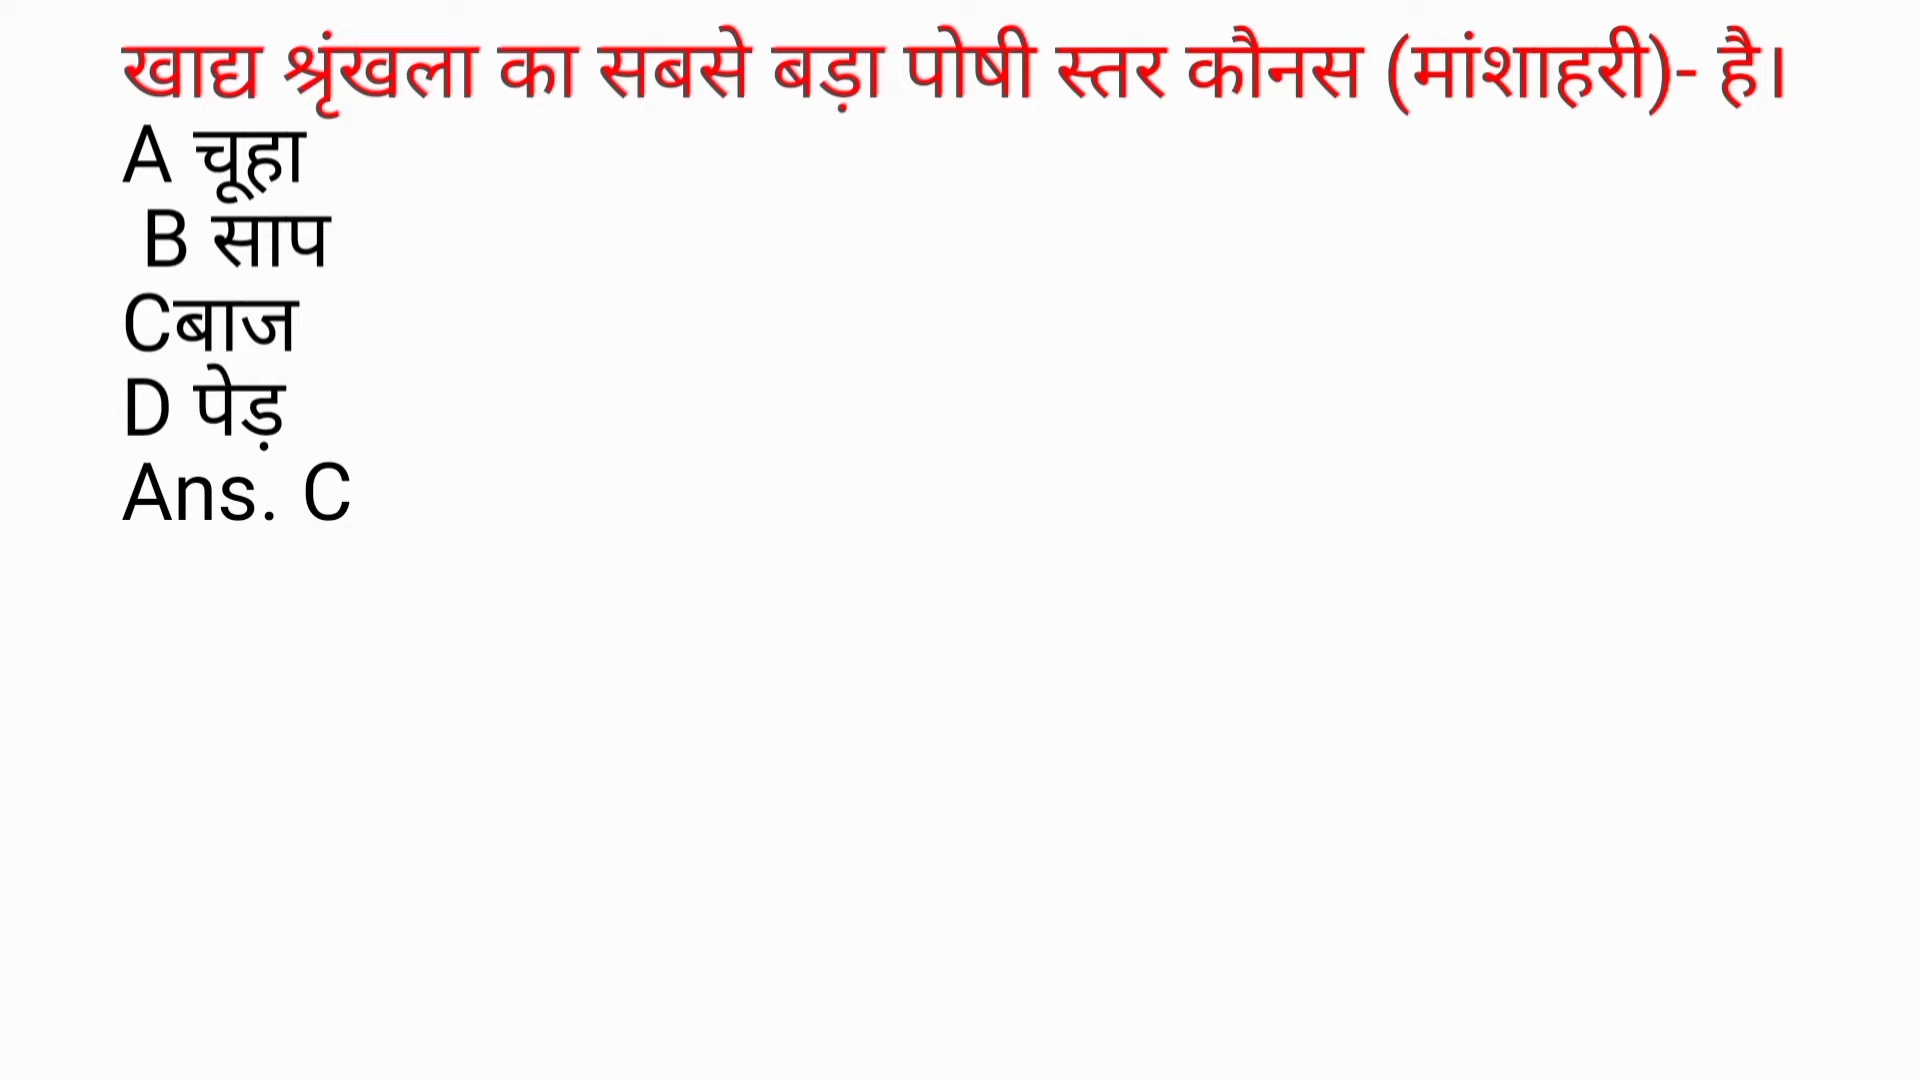 खाद्य श्रृंखला का सबसे बड़ा पोषी स्तर कौनस (मांशाहरी)- है।
A चूहा
B साप
Cबाज
D पेड़
Ans. C